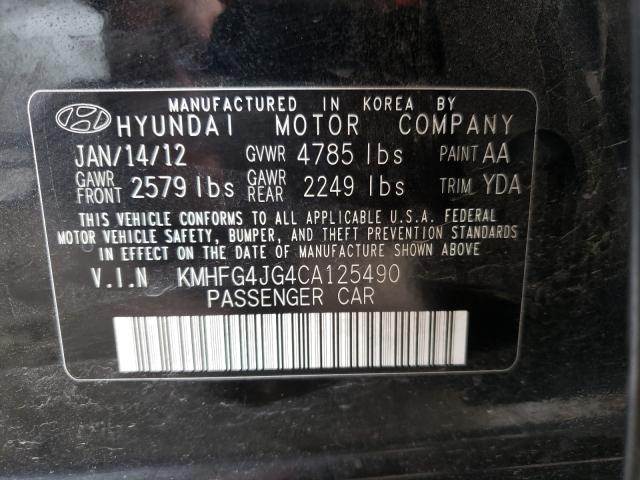 MANUFACTURED IN KOREA BY
HYUNDAI MOTOR COMPANY
JAN/14/12 GVWR 4785 lbs PAINT AA
GAWR FRONT 2579 lbs GAWR REAR 2249 lbs TRIM YDA
THIS VEHICLE CONFORMS TO ALL APPLICABLE U.S.A. FEDERAL
MOTOR VEHICLE SAFETY, BUMPER, AND THEFT PREVENTION STANDARDS
IN EFFECT ON THE DATE OF MANUFACTURE SHOWN ABOVE.
V.I.N KMHFG4JG4CA125490
PASSENGER CAR